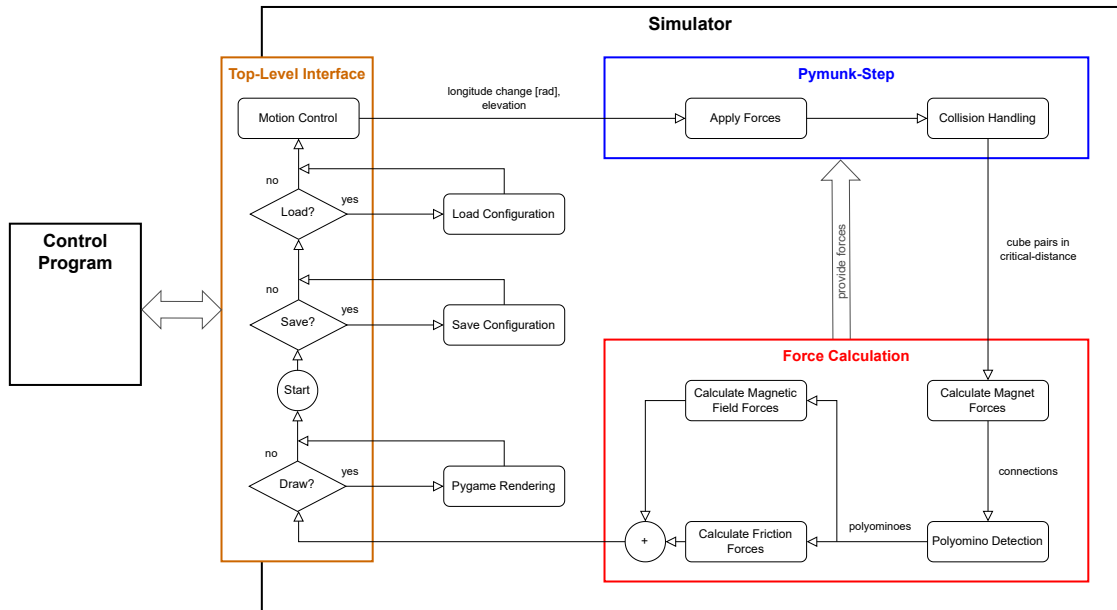 Simulator
Top-Level Interface
Pymunk-Step
longitude change [rad],
elevation
Motion Control
Apply Forces
Collision Handling
no
yes
Load?
Load Configuration
Control
Program
provide forces
cube pairs in
critical-distance
no
yes
Save?
Save Configuration
Force Calculation
Start
Calculate Magnetic
Field Forces
Calculate Magnet
Forces
no
yes
Draw?
Pygame Rendering
connections
polyominoes
+
Calculate Friction
Forces
Polyomino Detection